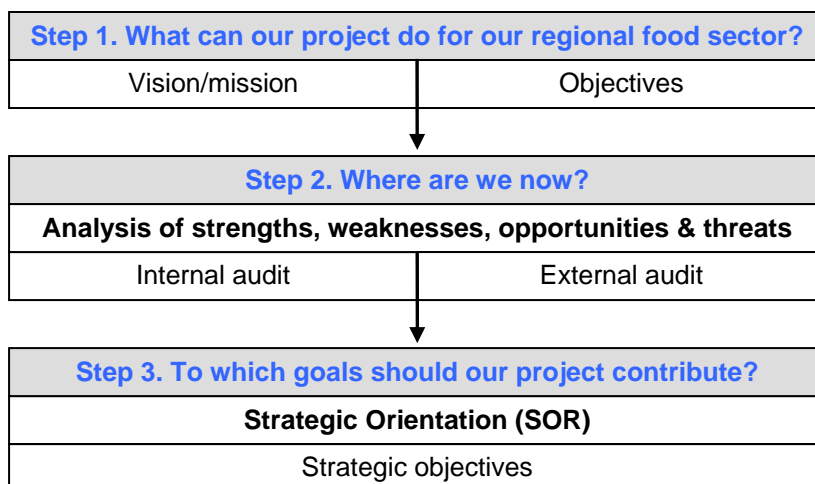 Step 1. What can our project do for our regional food sector?
Vision/mission
Objectives
Step 2. Where are we now?
Analysis of strengths, weaknesses, opportunities & threats
Internal audit
External audit
Step 3. To which goals should our project contribute?
Strategic Orientation (SOR)
Strategic objectives